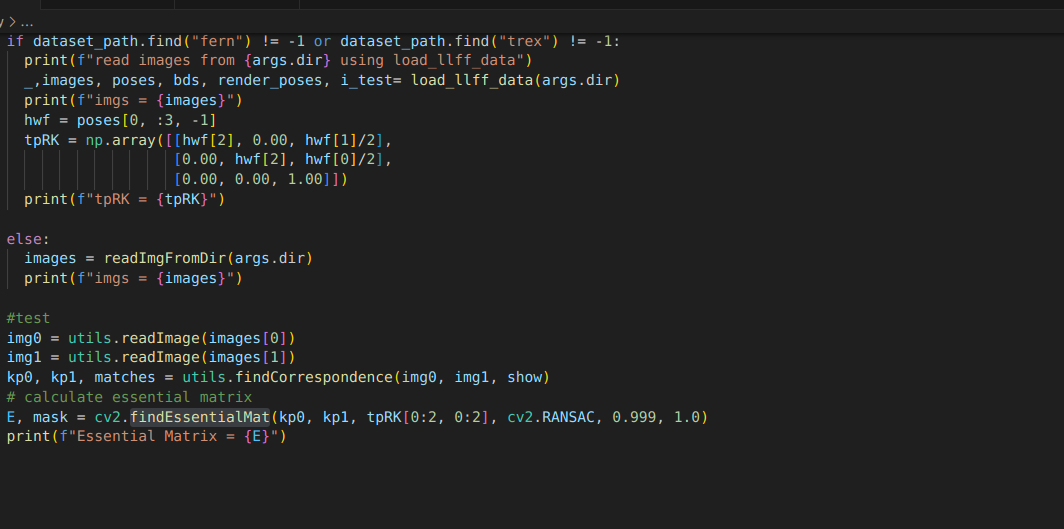 y > ...
if dataset_path.find("fern") != -1 or dataset_path.find("trex") != -1:
print(f"read images from {args.dir} using load_llff_data")
_,images, poses, bds, render_poses, i_test= load_llff_data(args.dir)
print(f"imgs = {images}")
hwf = poses[0, :3, -1]
tpRK = np.array([[hwf[2], 0.00, hwf[1]/2],
[0.00, hwf[2], hwf[0]/2],
[0.00, 0.00, 1.00]])
print(f"tpRK = {tpRK}")
else:
images = readImgFromDir(args.dir)
print(f"imgs = {images}")
#test
img0 = utils.readImage(images[0])
img1 = utils.readImage(images[1])
kp0, kp1, matches = utils.findCorrespondence(img0, img1, show)
# calculate essential matrix
E, mask = cv2.findEssentialMat(kp0, kp1, tpRK[0:2, 0:2], cv2.RANSAC, 0.999, 1.0)
print(f"Essential Matrix = {E}")